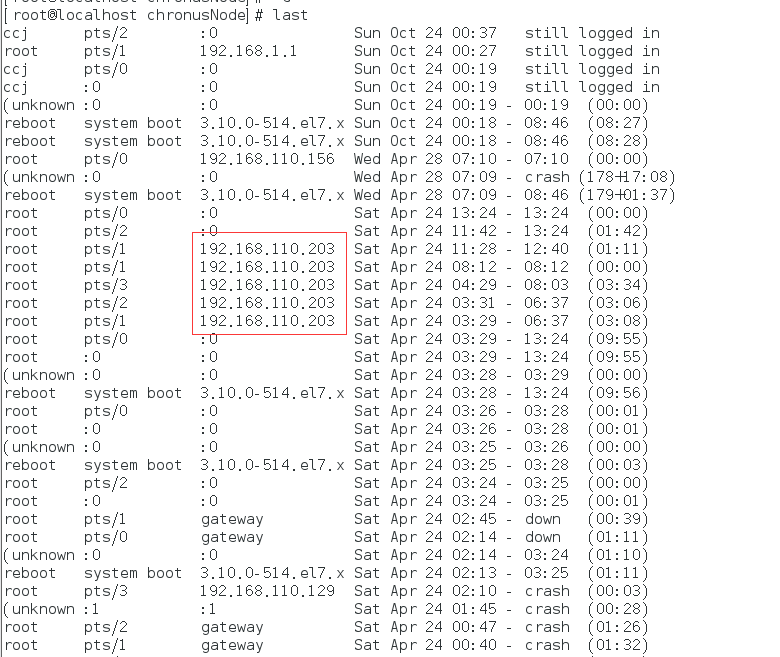 [ root@localhost chronusNode]# last
ccj      pts/2        :0               Sun Oct 24 00:37   still logged in
root     pts/1        192.168.1.1      Sun Oct 24 00:27   still logged in
ccj      pts/0        :0               Sun Oct 24 00:19   still logged in
ccj      :0           :0               Sun Oct 24 00:19   still logged in
(unknown :0           :0               Sun Oct 24 00:19 - 00:19  (00:00)
reboot   system boot  3.10.0-514.el7.x Sun Oct 24 00:18 - 08:46  (08:27)
reboot   system boot  3.10.0-514.el7.x Sun Oct 24 00:18 - 08:46  (08:28)
root     pts/0        192.168.110.156  Wed Apr 28 07:10 - 07:10  (00:00)
(unknown :0           :0               Wed Apr 28 07:09 - crash (178+17:08)
reboot   system boot  3.10.0-514.el7.x Wed Apr 28 07:09 - 08:46 (179+01:37)
root     pts/0        :0               Sat Apr 24 13:24 - 13:24  (00:00)
root     pts/2        :0               Sat Apr 24 11:42 - 13:24  (01:42)
root     pts/1        192.168.110.203  Sat Apr 24 11:28 - 12:40  (01:11)
root     pts/1        192.168.110.203  Sat Apr 24 08:12 - 08:12  (00:00)
root     pts/3        192.168.110.203  Sat Apr 24 04:29 - 08:03  (03:34)
root     pts/2        192.168.110.203  Sat Apr 24 03:31 - 06:37  (03:06)
root     pts/1        192.168.110.203  Sat Apr 24 03:29 - 06:37  (03:08)
root     pts/0        :0               Sat Apr 24 03:29 - 13:24  (09:55)
root     :0           :0               Sat Apr 24 03:29 - 13:24  (09:55)
(unknown :0           :0               Sat Apr 24 03:28 - 03:29  (00:00)
reboot   system boot  3.10.0-514.el7.x Sat Apr 24 03:28 - 13:24  (09:56)
root     pts/0        :0               Sat Apr 24 03:26 - 03:28  (00:01)
root     :0           :0               Sat Apr 24 03:26 - 03:28  (00:01)
(unknown :0           :0               Sat Apr 24 03:25 - 03:26  (00:00)
reboot   system boot  3.10.0-514.el7.x Sat Apr 24 03:25 - 03:28  (00:03)
root     pts/2        :0               Sat Apr 24 03:24 - 03:25  (00:00)
root     :0           :0               Sat Apr 24 03:24 - 03:25  (00:01)
root     pts/1        gateway          Sat Apr 24 02:45 - down   (00:39)
root     pts/0        gateway          Sat Apr 24 02:14 - down   (01:11)
(unknown :0           :0               Sat Apr 24 02:14 - 03:24  (01:10)
reboot   system boot  3.10.0-514.el7.x Sat Apr 24 02:13 - 03:25  (01:11)
root     pts/3        192.168.110.129  Sat Apr 24 02:10 - crash  (00:03)
(unknown :1           :1               Sat Apr 24 01:45 - crash  (00:28)
root     pts/2        gateway          Sat Apr 24 00:47 - crash  (01:26)
root     pts/1        gateway          Sat Apr 24 00:40 - crash  (01:32)